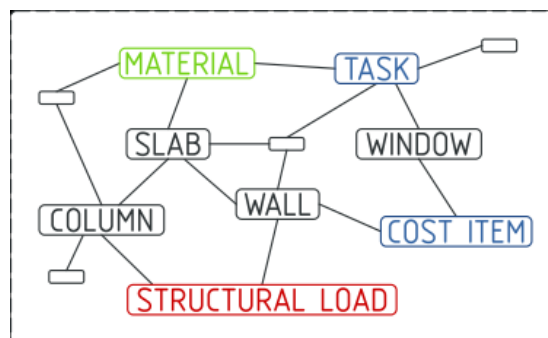 MATERIAL
TASK
SLAB
WINDOW
COLUMN
WALL
COST ITEM
STRUCTURAL LOAD